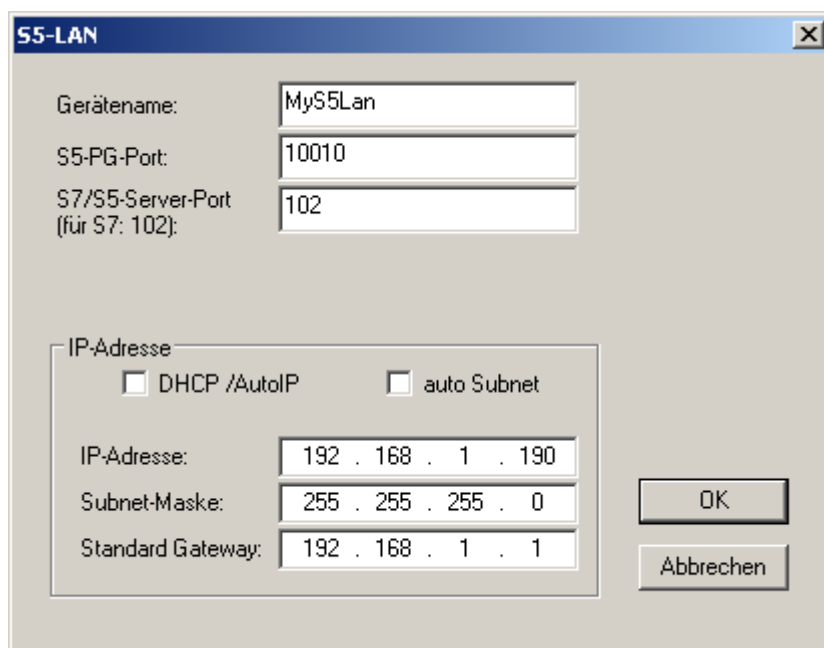 S5-LAN
Gerätename: MyS5Lan
S5-PG-Port: 10010
S7/S5-Server-Port 102
(für S7: 102):
IP-Adresse
DHCP /AutoIP auto Subnet
IP-Adresse: 192 . 168 . 1 . 190
Subnet-Maske: 255 . 255 . 255 . 0
OK
Standard Gateway: 192 . 168 . 1 . 1
Abbrechen